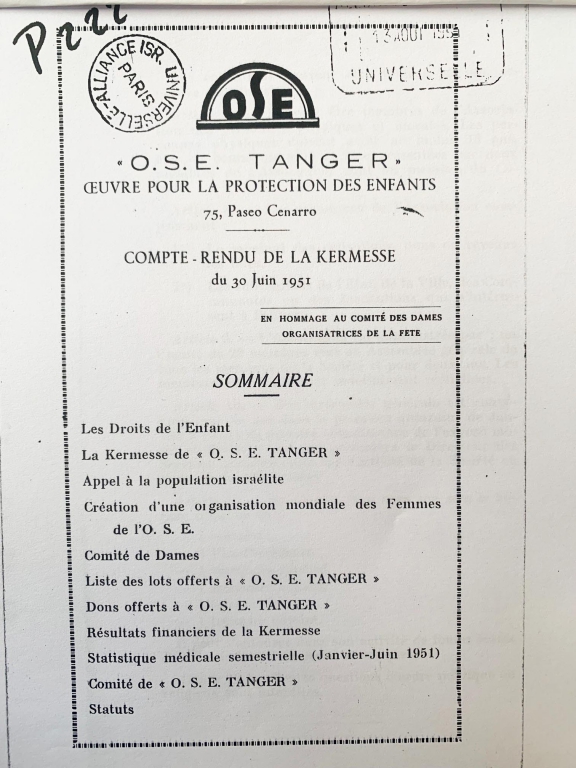 P222
ALLIANCE ISR. UNIVERSELLE
PARIS
13 AOUT 195
UNIVERSELLE
OSE
« O.S.E. TANGER »
ŒUVRE POUR LA PROTECTION DES ENFANTS
75, Paseo Cenarro
COMPTE - RENDU DE LA KERMESSE
du 30 Juin 1951
EN HOMMAGE AU COMITÉ DES DAMES
ORGANISATRICES DE LA FETE
SOMMAIRE
Les Droits de l'Enfant
La Kermesse de « O. S. E. TANGER »
Appel à la population israélite
Création d'une organisation mondiale des Femmes
de l'O. S. E.
Comité de Dames
Liste des lots offerts à « O. S. E. TANGER »
Dons offerts à « O. S. E. TANGER »
Résultats financiers de la Kermesse
Statistique médicale semestrielle (Janvier-Juin 1951)
Comité de « O. S. E. TANGER »
Statuts